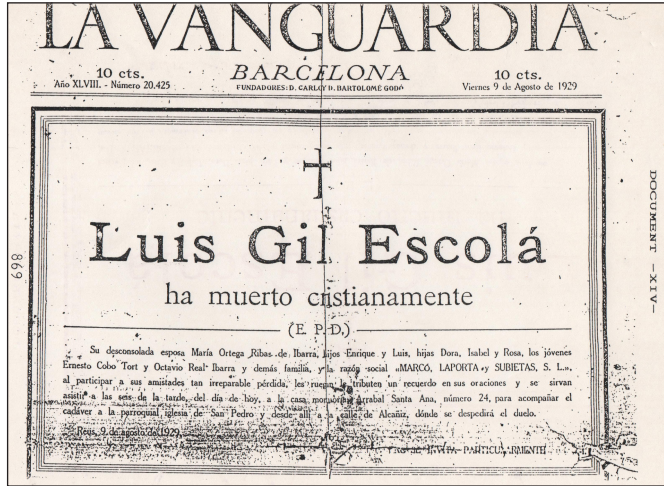 LA VANGUARDIA
10 cts.
BARCELONA
10 cts.
Año XLVIII. - Número 20.425
FUNDADORES: D. CARLOS D. BARTOLOMÉ GODÓ
Viernes 9 de Agosto de 1929
Luis Gil Escolá
ha muerto cristianamente
(E. P. D.)
Su desconsolada esposa María Ortega Ribas de Ibarra, hijos Enrique y Luis, hijas Dora, Isabel y Rosa, los jóvenes
Ernesto Cobo Tort y Octavio Real Ibarra y demás familia, y la razón social «MARCÓ, LAPORTA y SUBIETAS, S. L.»,
al participar a sus amistades tan irreparable pérdida, les ruegan le tributen un recuerdo en sus oraciones y se sirvan
asistir a las seis de la tarde, del día de hoy, a la casa mortuoria Arrabal Santa Ana, número 24, para acompañar el
cadáver a la parroquial iglesia de San Pedro y desde allí a la calle de Alcañiz, dónde se despedirá el duelo.
Reus, 9 de agosto de 1929.
INVITA PARTICULARMENTE
869
DOCUMENT -XIV-